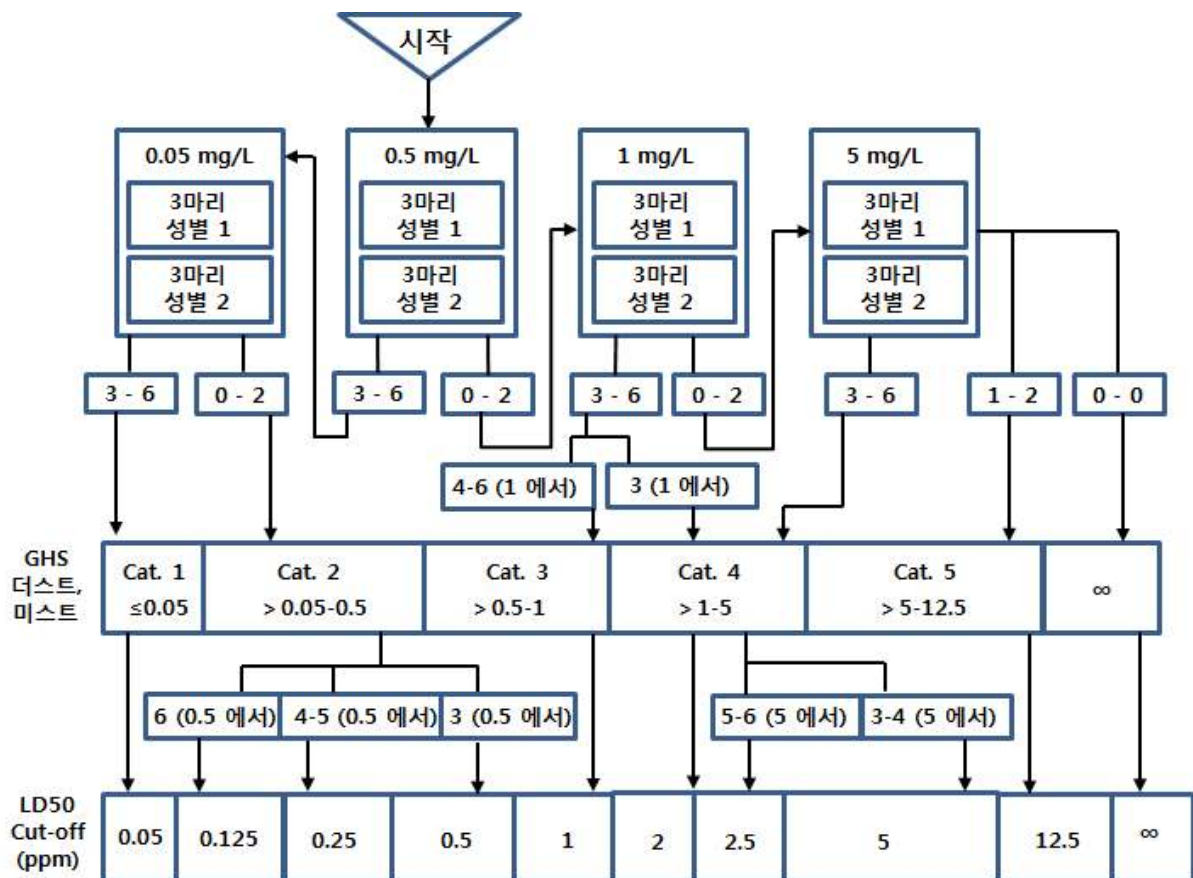 시작
0.05 mg/L
0.5 mg/L
1 mg/L
5 mg/L
3마리
성별 1
3마리
성별 1
3마리
성별 1
3마리
성별 1
3마리
성별 2
3마리
성별 2
3마리
성별 2
3마리
성별 2
3 - 6
0 - 2
3 - 6
0 - 2
3 - 6
0 - 2
3 - 6
1 - 2
0 - 0
4-6 (1 에서)
3 (1 에서)
GHS
더스트,
미스트
Cat. 1
≤0.05
Cat. 2
> 0.05-0.5
Cat. 3
> 0.5-1
Cat. 4
> 1-5
Cat. 5
> 5-12.5
∞
6 (0.5 에서)
4-5 (0.5 에서)
3 (0.5 에서)
5-6 (5 에서)
3-4 (5 에서)
LD50
Cut-off
(ppm)
0.05
0.125
0.25
0.5
1
2
2.5
5
12.5
∞